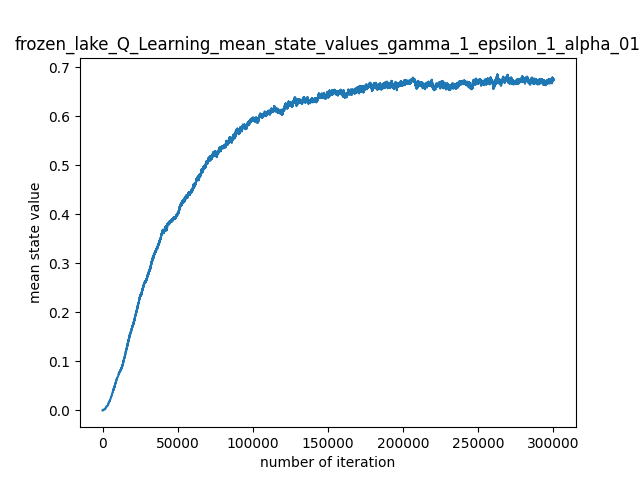 frozen_lake_Q_Learning_mean_state_values_gamma_1_epsilon_1_alpha_01
0.7
0.6
0.5
0.4
0.3
0.2
0.1
0.0
mean state value
0 50000 100000 150000 200000 250000 300000
number of iteration